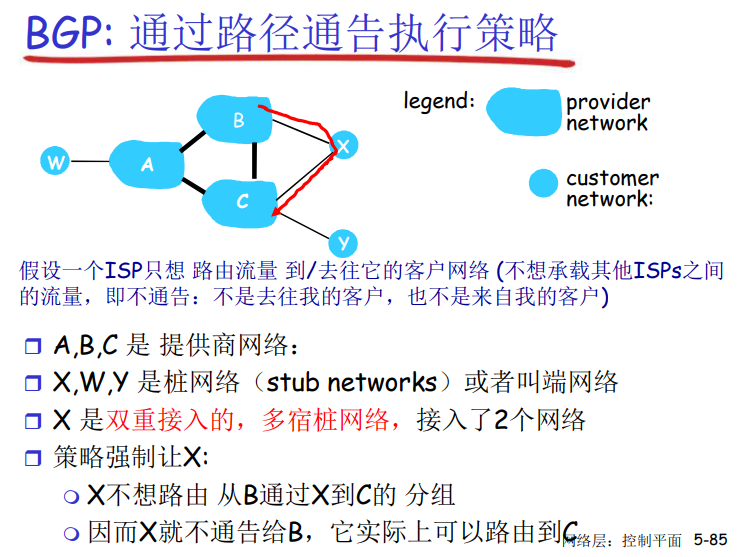 BGP: 通过路径通告执行策略
legend:
provider
network
customer
network:
W
A
B
C
X
Y
假设一个ISP只想 路由流量 到/去往它的客户网络 (不想承载其他ISPs之间
的流量，即不通告：不是去往我的客户，也不是来自我的客户)
A,B,C 是 提供商网络：
X,W,Y 是桩网络（stub networks）或者叫端网络
X 是双重接入的，多宿桩网络，接入了2个网络
策略强制让X:
X不想路由 从B通过X到C的 分组
因而X就不通告给B，它实际上可以路由到C
网络层：控制平面 5-85